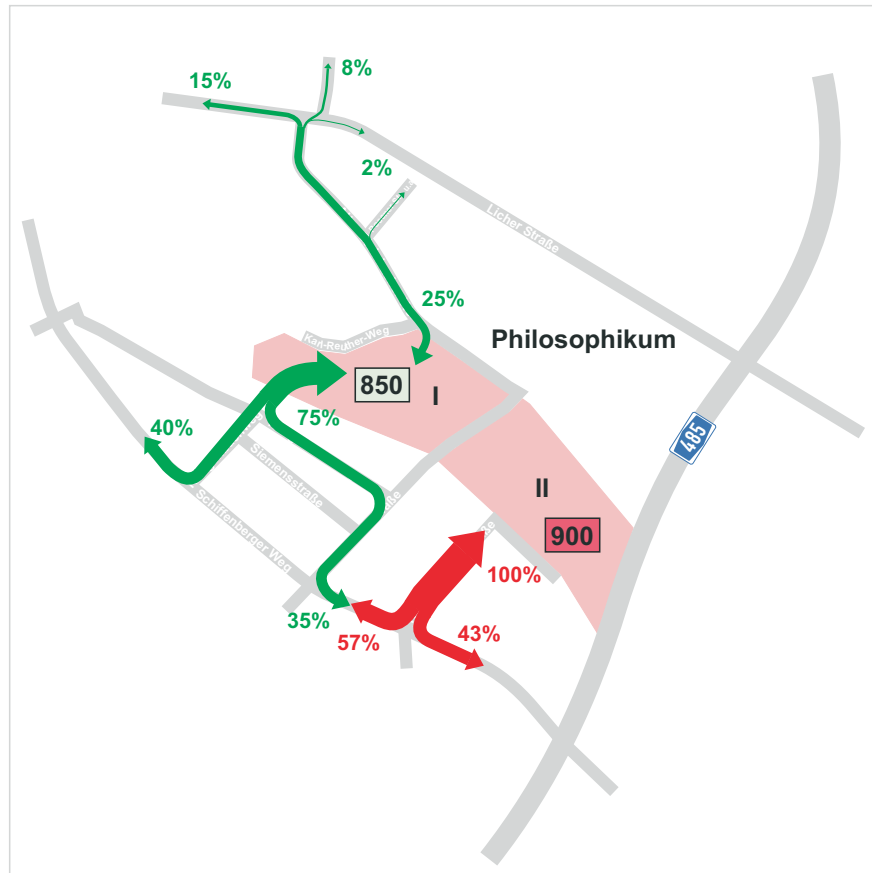 8%
15%
2%
Licher Straße
25%
Karl-Reuther-Weg
Philosophikum
850
I
75%
40%
485
Siemensstraße
II
Schiffenberger Weg
900
100%
35%
57%
43%